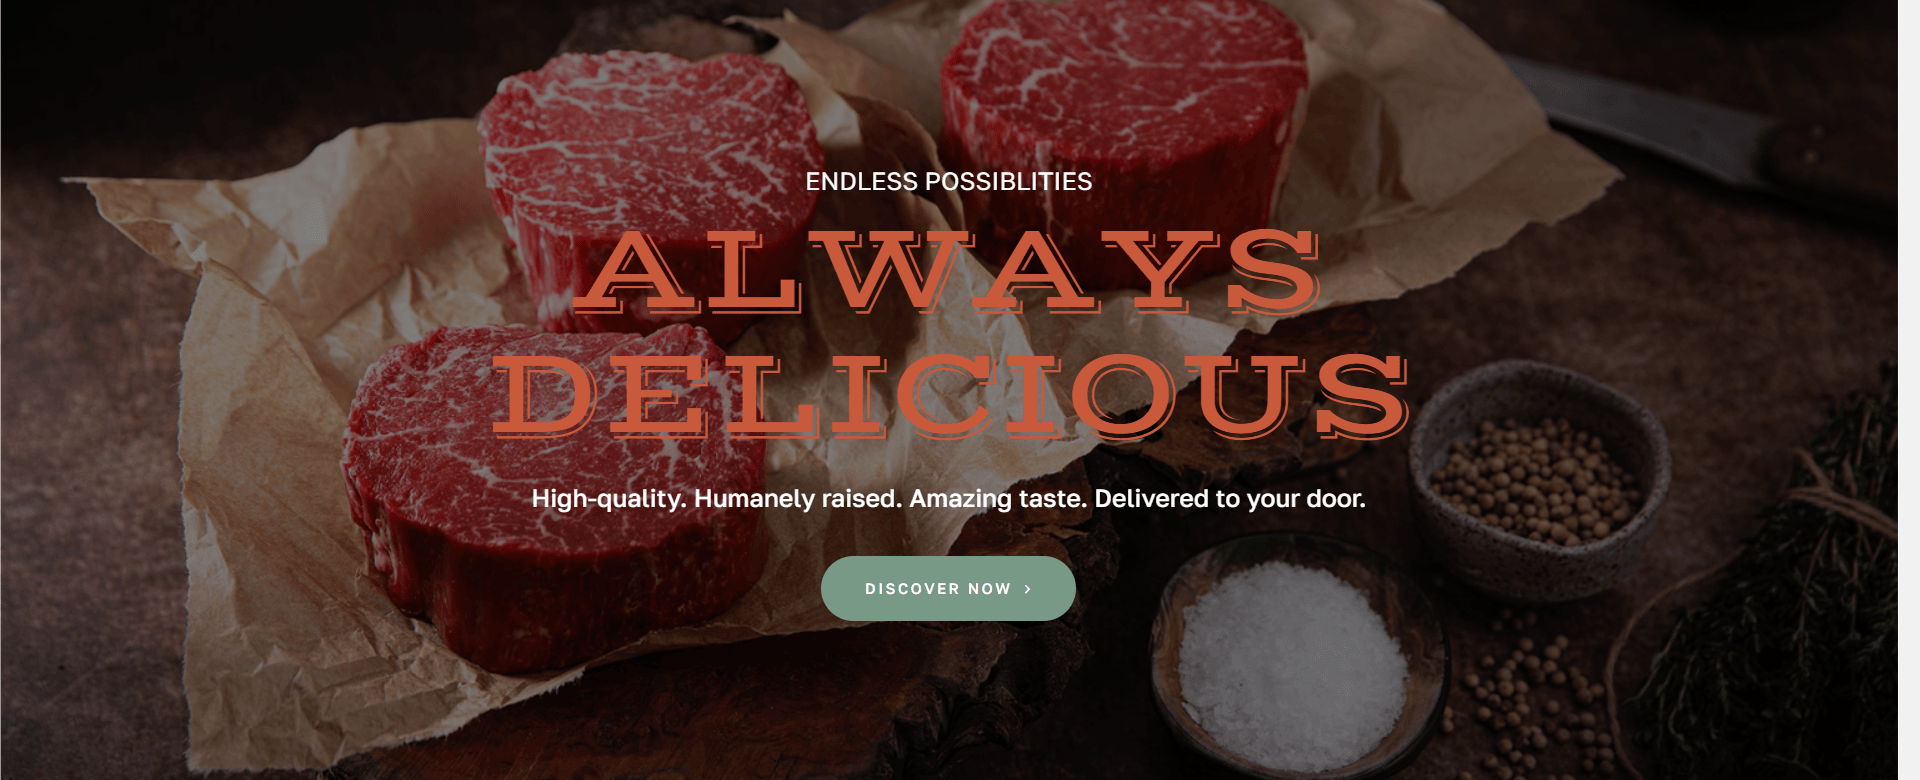 ENDLESS POSSIBLITIES
ALWAYS
DELICIOUS
High-quality. Humanely raised. Amazing taste. Delivered to your door.
DISCOVER NOW ›